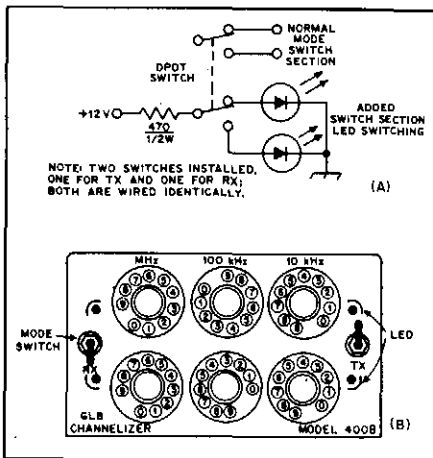 NORMAL
MODE
SWITCH
SECTION
DPDT
SWITCH
+12 V
470
1/2W
ADDED
SWITCH SECTION
LED SWITCHING
NOTE: TWO SWITCHES INSTALLED,
ONE FOR TX AND ONE FOR RX;
BOTH ARE WIRED IDENTICALLY.
(A)
MHz 100 kHz 10 kHz
MODE
SWITCH
LED
RX
TX
GLB
CHANNELIZER
MODEL 400B
(B)